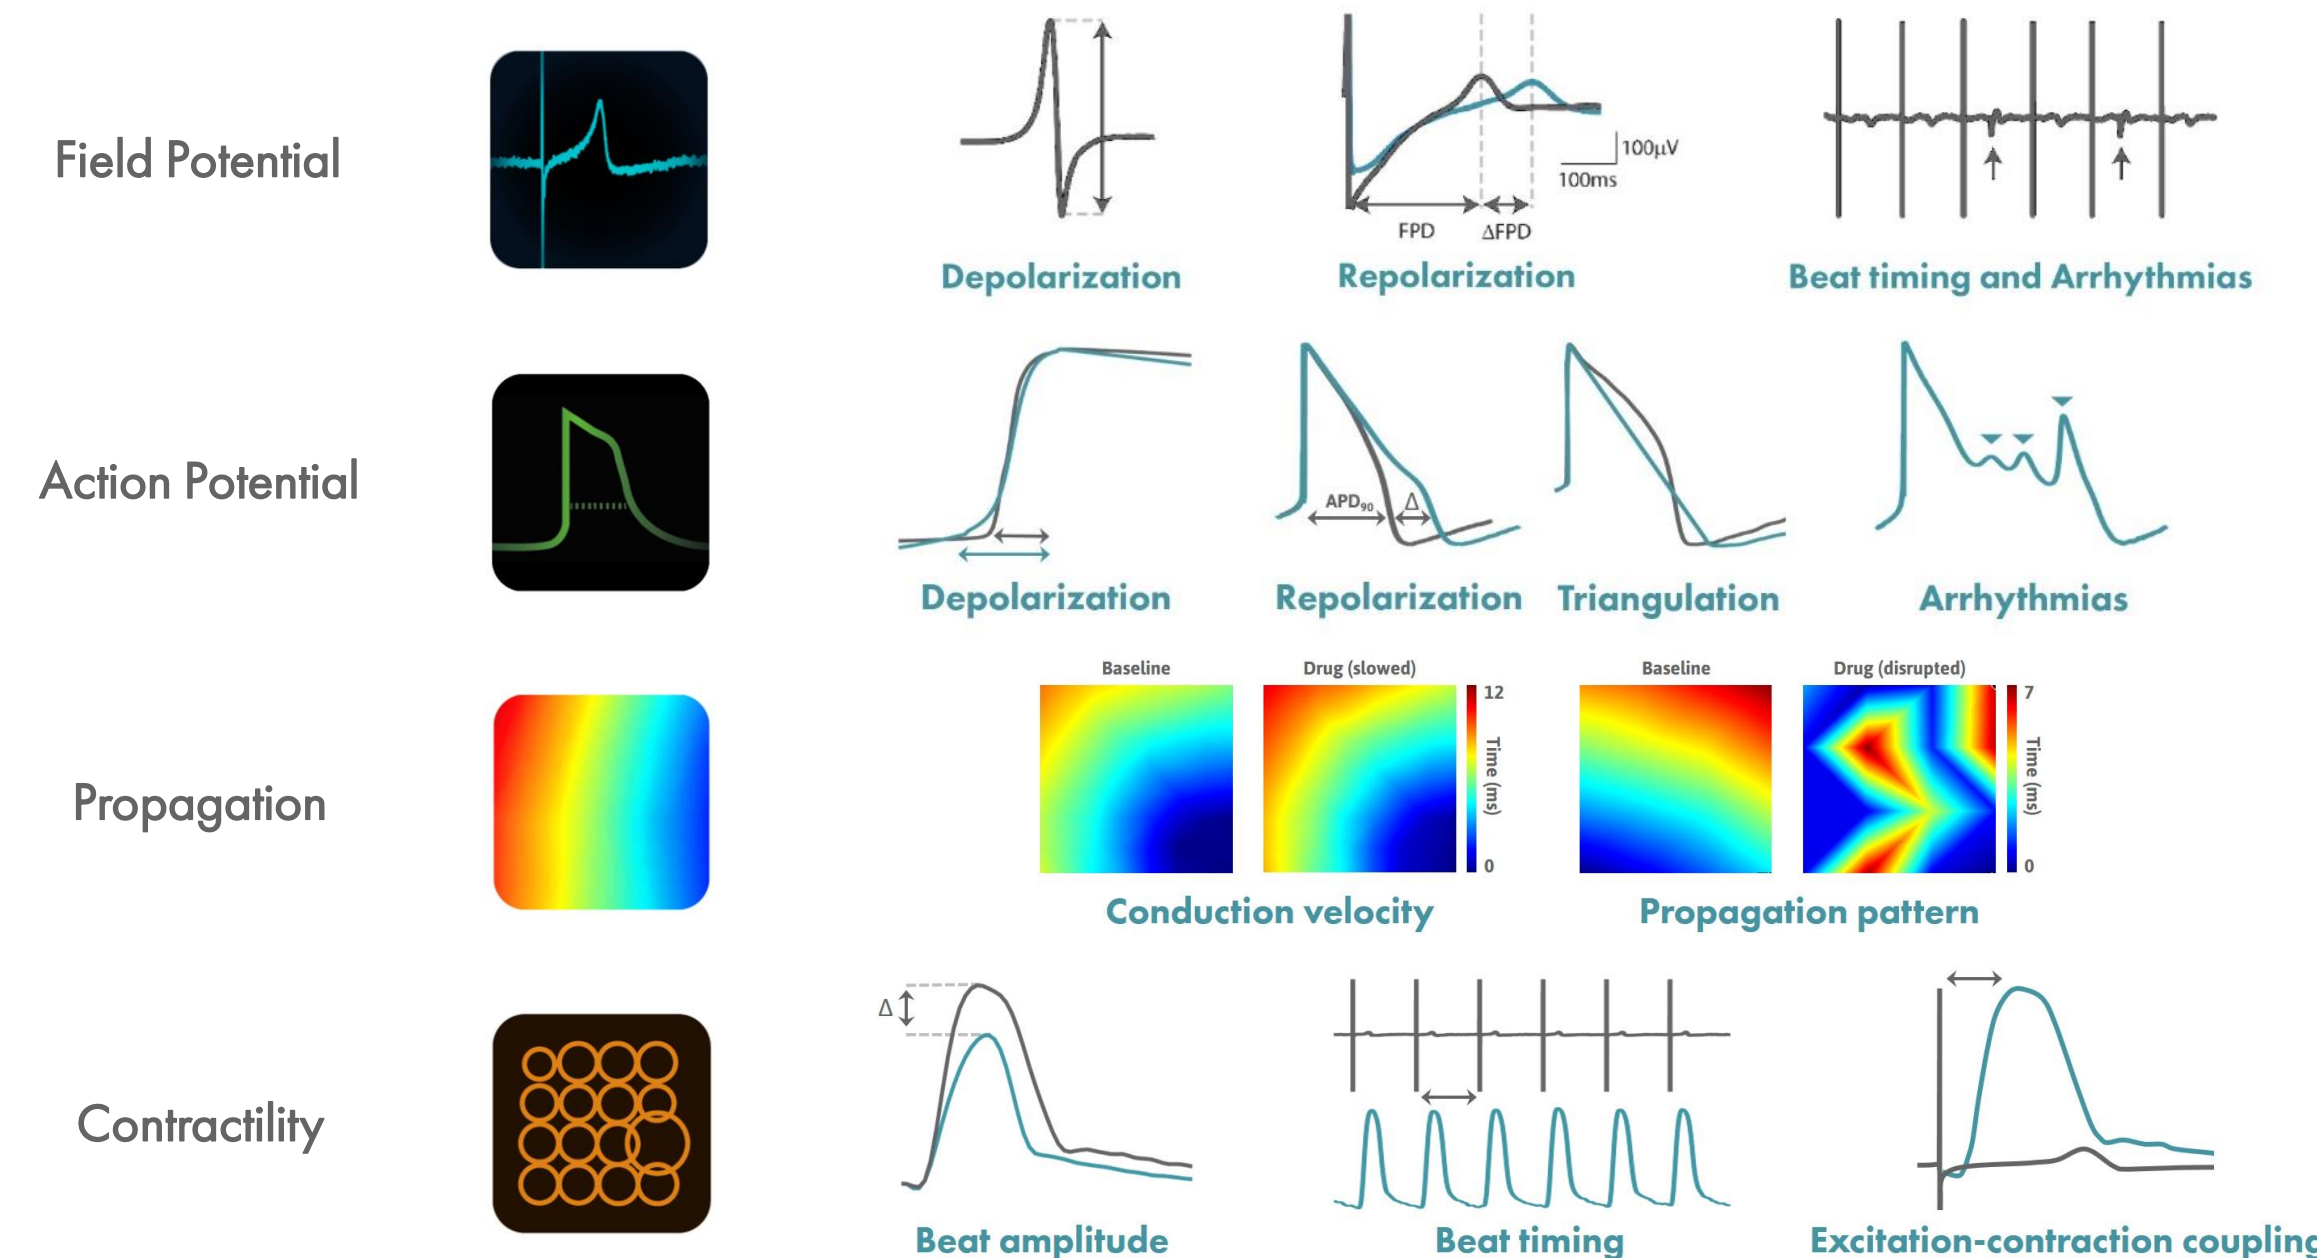 Field Potential
100μV
100ms
FPD
ΔFPD
Depolarization
Repolarization
Beat timing and Arrhythmias
Action Potential
APD90
Δ
Depolarization
Repolarization
Triangulation
Arrhythmias
Propagation
Baseline
Drug (slowed)
12
Time (ms)
0
Baseline
Drug (disrupted)
7
Time (ms)
0
Conduction velocity
Propagation pattern
Contractility
Δ
Beat amplitude
Beat timing
Excitation-contraction coupling